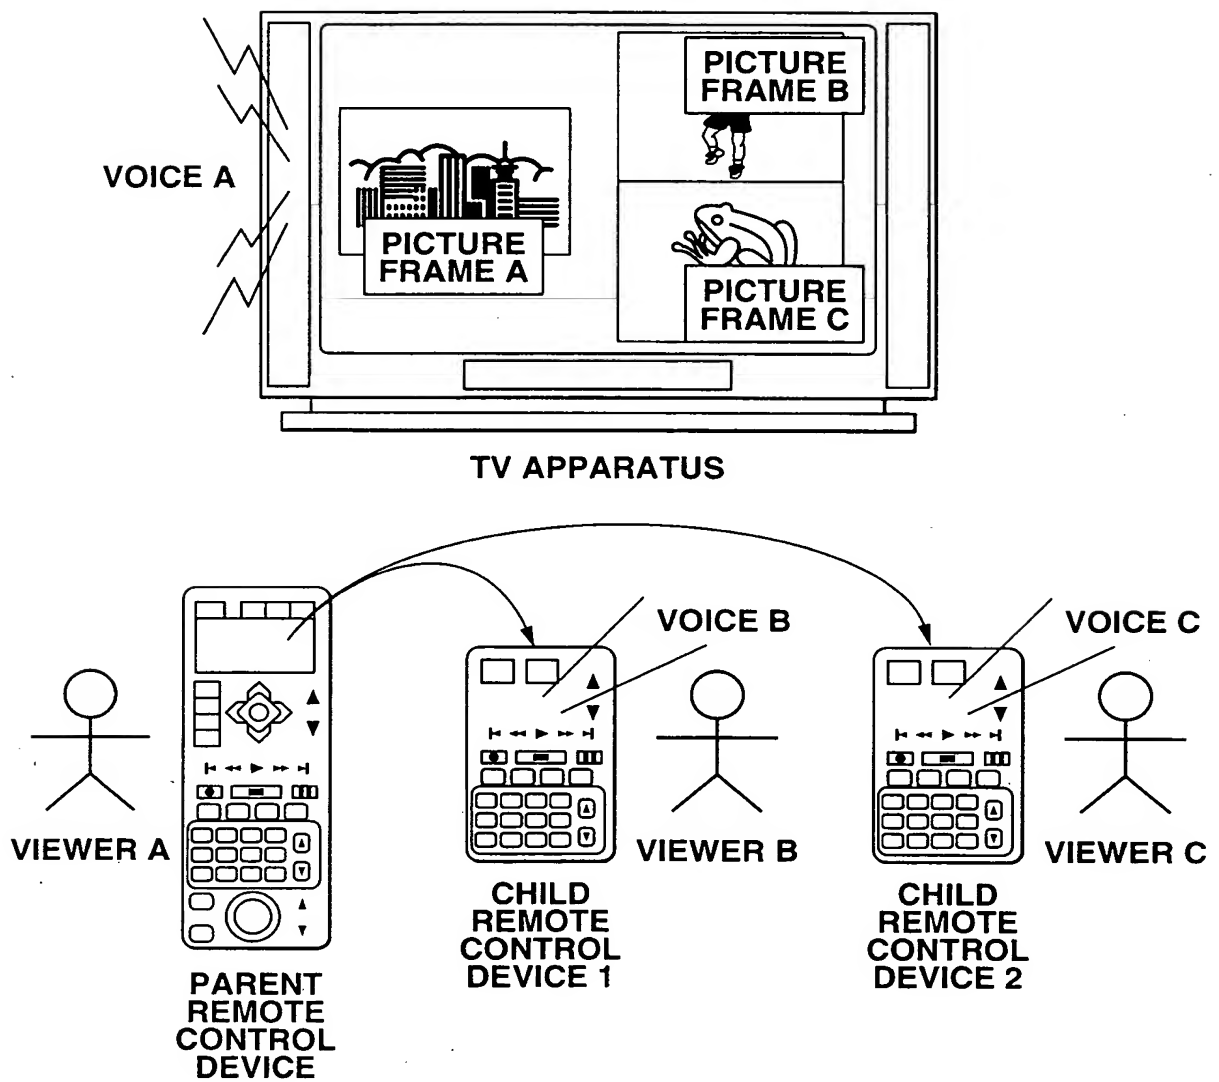 PICTURE
FRAME B
VOICE A
PICTURE
FRAME A
PICTURE
FRAME C
TV APPARATUS
VOICE B
VOICE C
VIEWER A
VIEWER B
VIEWER C
CHILD
REMOTE
CONTROL
DEVICE 1
CHILD
REMOTE
CONTROL
DEVICE 2
PARENT
REMOTE
CONTROL
DEVICE